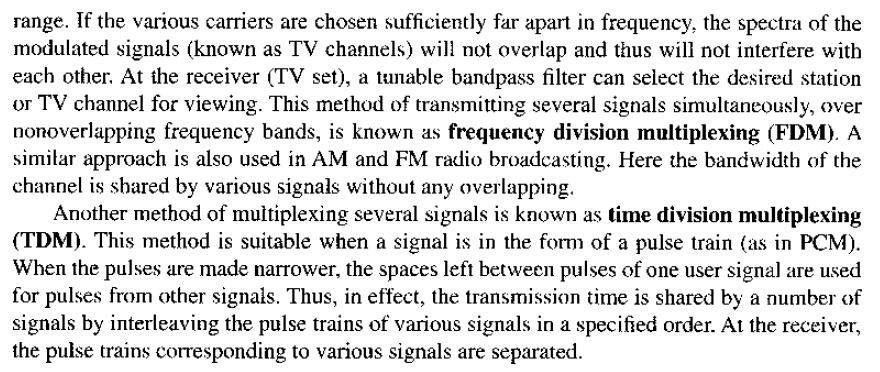 range. If the various carriers are chosen sufficiently far apart in frequency, the spectra of the
modulated signals (known as TV channels) will not overlap and thus will not interfere with
each other. At the receiver (TV set), a tunable bandpass filter can select the desired station
or TV channel for viewing. This method of transmitting several signals simultaneously, over
nonoverlapping frequency bands, is known as frequency division multiplexing (FDM). A
similar approach is also used in AM and FM radio broadcasting. Here the bandwidth of the
channel is shared by various signals without any overlapping.
Another method of multiplexing several signals is known as time division multiplexing
(TDM). This method is suitable when a signal is in the form of a pulse train (as in PCM).
When the pulses are made narrower, the spaces left between pulses of one user signal are used
for pulses from other signals. Thus, in effect, the transmission time is shared by a number of
signals by interleaving the pulse trains of various signals in a specified order. At the receiver,
the pulse trains corresponding to various signals are separated.